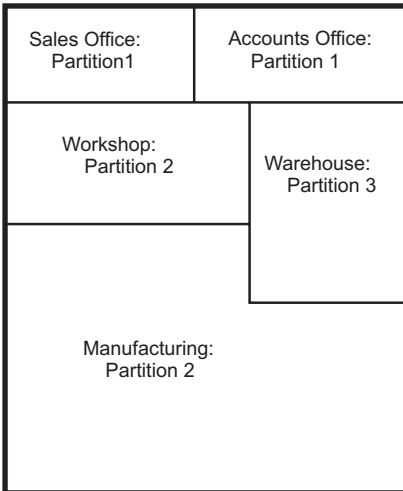 Sales Office:
Partition1
Accounts Office:
Partition 1
Workshop:
Partition 2
Warehouse:
Partition 3
Manufacturing:
Partition 2